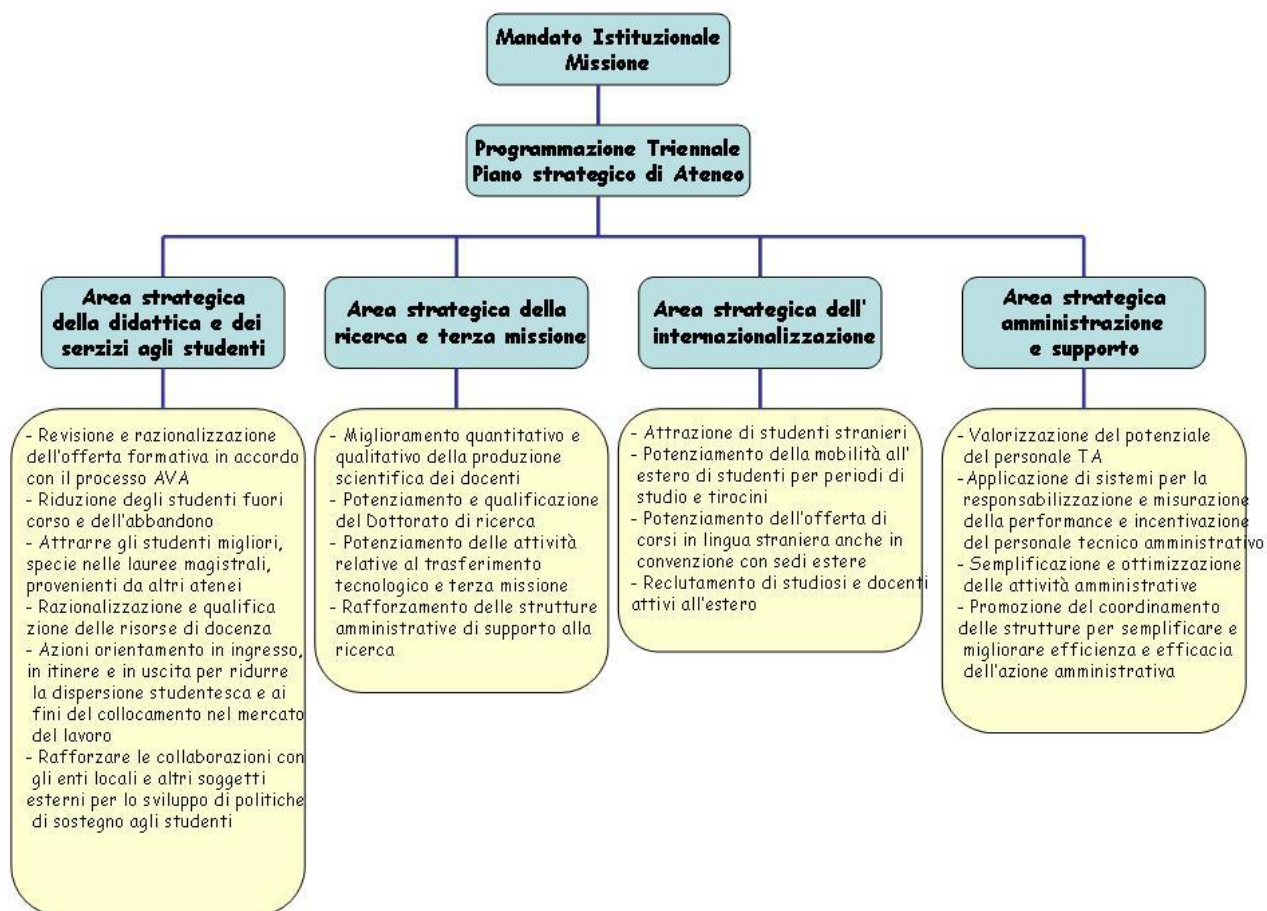 Mandato Istituzionale
Missione
Programmazione Triennale
Piano strategico di Ateneo
Area strategica
della didattica e dei
serzizi agli studenti
Area strategica della
ricerca e terza missione
Area strategica dell'
internazionalizzazione
Area strategica
amministrazione
e supporto
- Revisione e razionalizzazione
dell'offerta formativa in accordo
con il processo AVA
- Riduzione degli studenti fuori
corso e dell'abbandono
- Attrarre gli studenti migliori,
specie nelle lauree magistrali,
provenienti da altri atenei
- Razionalizzazione e qualifica
zione delle risorse di docenza
- Azioni orientamento in ingresso,
in itinere e in uscita per ridurre
la dispersione studentesca e ai
fini del collocamento nel mercato
del lavoro
- Rafforzare le collaborazioni con
gli enti locali e altri soggetti
esterni per lo sviluppo di politiche
di sostegno agli studenti
- Miglioramento quantitativo e
qualitativo della produzione
scientifica dei docenti
- Potenziamento e qualificazione
del Dottorato di ricerca
- Potenziamento delle attività
relative al trasferimento
tecnologico e terza missione
- Rafforzamento delle strutture
amministrative di supporto alla
ricerca
- Attrazione di studenti stranieri
- Potenziamento della mobilità all'
estero di studenti per periodi di
studio e tirocini
- Potenziamento dell'offerta di
corsi in lingua straniera anche in
convenzione con sedi estere
- Reclutamento di studiosi e docenti
attivi all'estero
- Valorizzazione del potenziale
del personale TA
-Applicazione di sistemi per la
responsabilizzazione e misurazione
della performance e incentivazione
del personale tecnico amministrativo
- Semplificazione e ottimizzazione
delle attività amministrative
- Promozione del coordinamento
delle strutture per semplificare e
migliorare efficienza e efficacia
dell'azione amministrativa